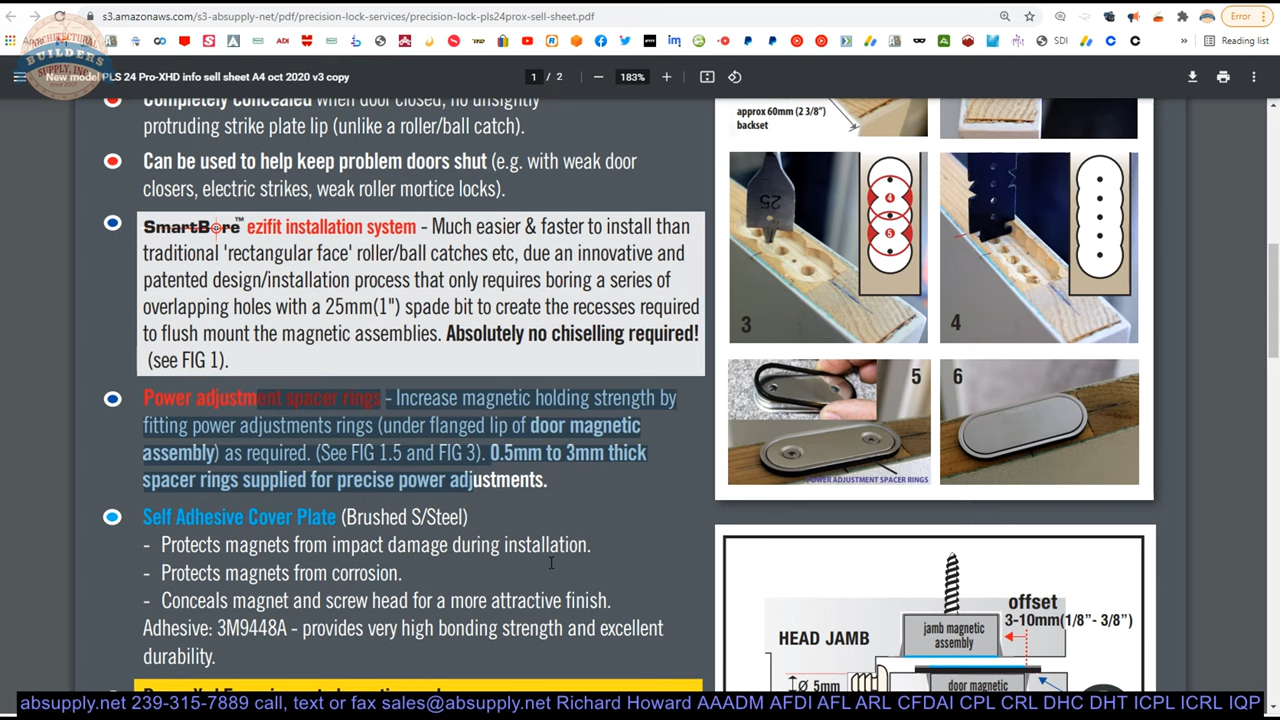 s3.amazonaws.com/s3-absupply-net/pdf/precision-lock-services/precision-lock-pls24prox-sell-sheet.pdf
Error
SDI
Reading list
ARCHITECTURAL
BUILDERS
SUPPLY, INC.
New model PLS 24 Pro-XHD info sell sheet A4 oct 2020 v3 copy
1 / 2
183%
Completely concealed when door closed, no unsightly
protruding strike plate lip (unlike a roller/ball catch).
Can be used to help keep problem doors shut (e.g. with weak door
closers, electric strikes, weak roller mortice locks).
SmartBore™ ezifit installation system - Much easier & faster to install than
traditional 'rectangular face' roller/ball catches etc, due an innovative and
patented design/installation process that only requires boring a series of
overlapping holes with a 25mm(1") spade bit to create the recesses required
to flush mount the magnetic assemblies. Absolutely no chiselling required!
(see FIG 1).
Power adjustment spacer rings - Increase magnetic holding strength by
fitting power adjustments rings (under flanged lip of door magnetic
assembly) as required. (See FIG 1.5 and FIG 3). 0.5mm to 3mm thick
spacer rings supplied for precise power adjustments.
Self Adhesive Cover Plate (Brushed S/Steel)
- Protects magnets from impact damage during installation.
- Protects magnets from corrosion.
- Conceals magnet and screw head for a more attractive finish.
Adhesive: 3M9448A - provides very high bonding strength and excellent
durability.
approx 60mm (2 3/8")
backset
25
4
5
3
4
5
POWER ADJUSTMENT SPACER RINGS
6
offset
3-10mm(1/8"- 3/8")
HEAD JAMB
jamb magnetic
assembly
Ø 5mm
door magnetic
absupply.net 239-315-7889 call, text or fax sales@absupply.net Richard Howard AAADM AFDI AFL ARL CFDAI CPL CRL DHC DHT ICPL ICRL IQP